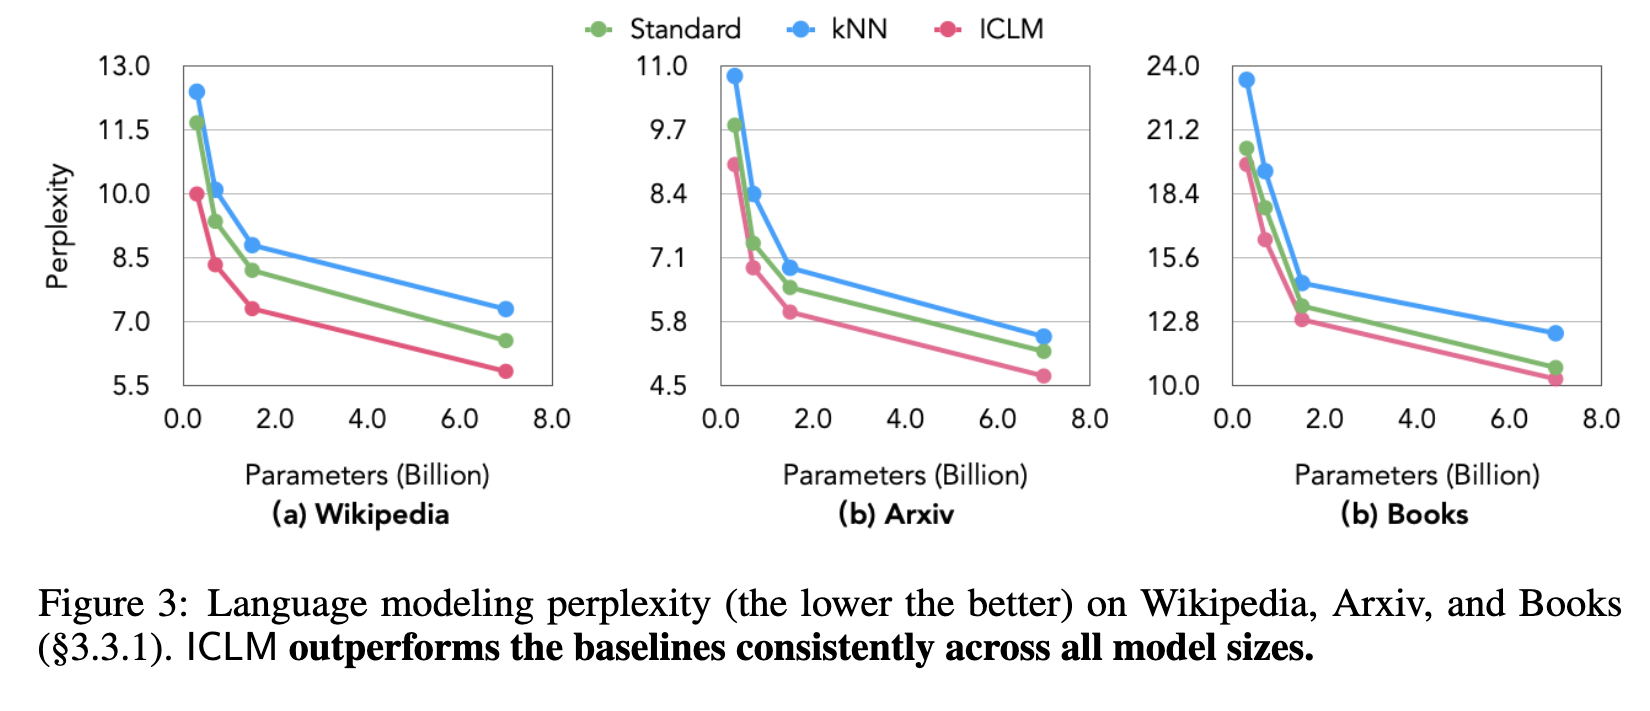 Standard kNN ICLM
Perplexity
13.0
11.5
10.0
8.5
7.0
5.5
0.0 2.0 4.0 6.0 8.0
Parameters (Billion)
(a) Wikipedia
11.0
9.7
8.4
7.1
5.8
4.5
0.0 2.0 4.0 6.0 8.0
Parameters (Billion)
(b) Arxiv
24.0
21.2
18.4
15.6
12.8
10.0
0.0 2.0 4.0 6.0 8.0
Parameters (Billion)
(b) Books
Figure 3: Language modeling perplexity (the lower the better) on Wikipedia, Arxiv, and Books
(§3.3.1). ICLM outperforms the baselines consistently across all model sizes.